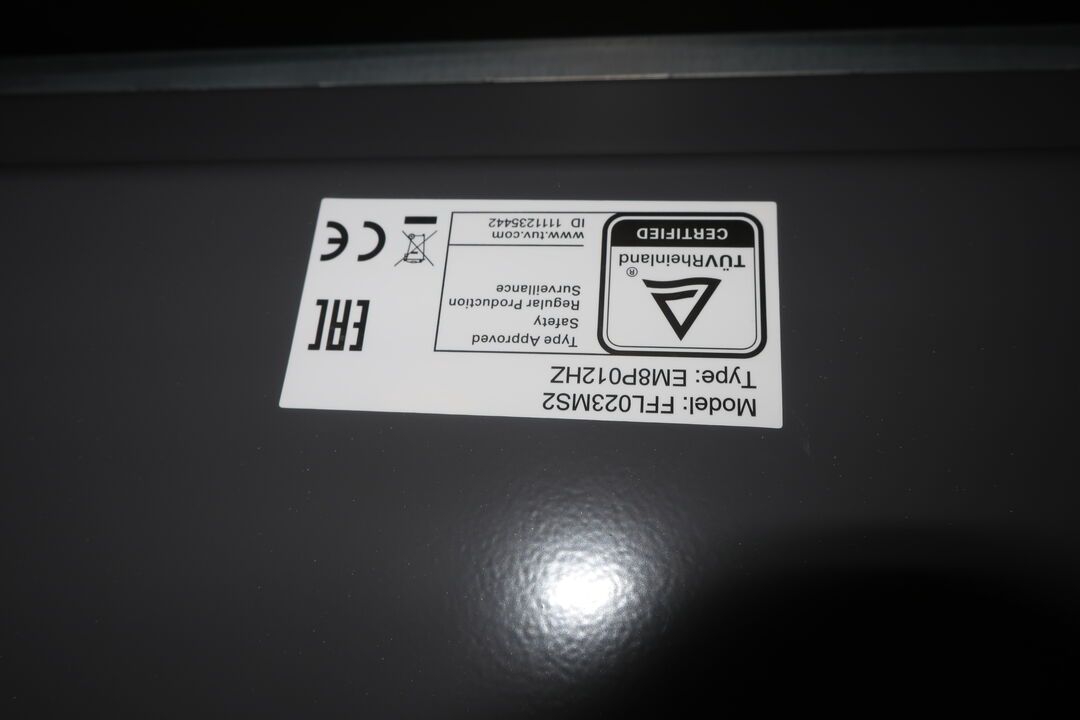 Model: FFL023MS2
Type: EM8P012HZ
TÜVRheinland®
CERTIFIED
Type Approved
Safety
Regular Production
Surveillance
www.tuv.com
ID 1111235442
EAC
CE